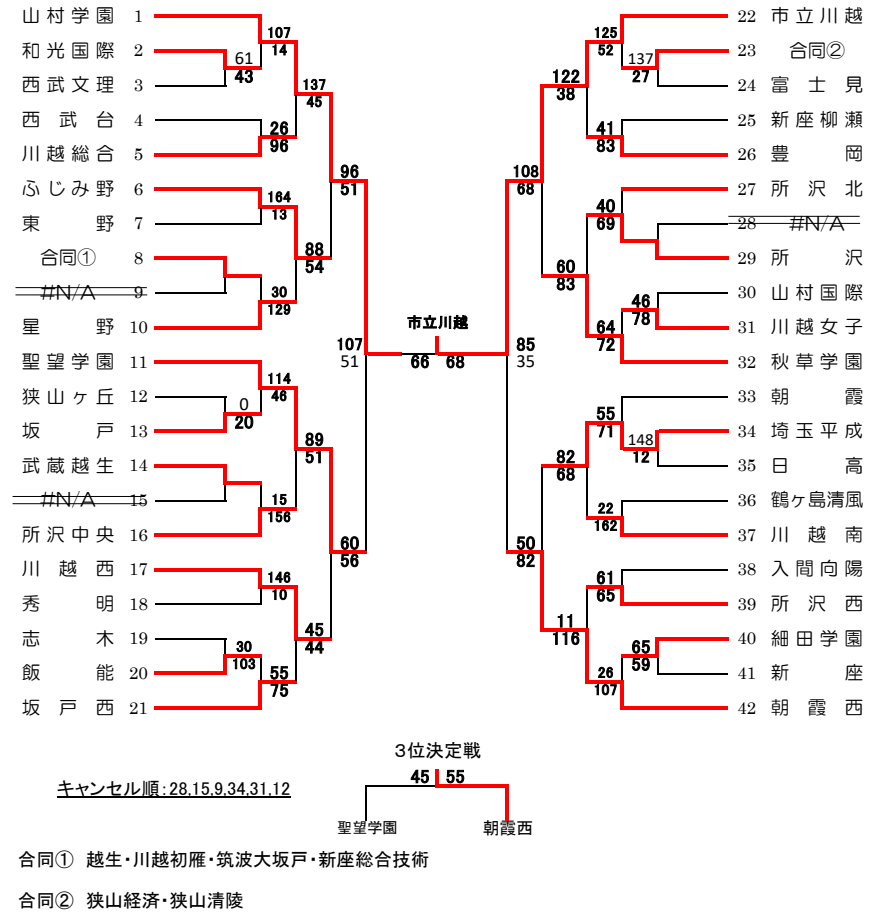 山村学園 1
和光国際 2
西武文理 3
西武台 4
川越総合 5
ふじみ野 6
東野 7
合同① 8
#N/A 9
星野 10
聖望学園 11
狭山ヶ丘 12
坂戸 13
武蔵越生 14
#N/A 15
所沢中央 16
川越西 17
秀明 18
志木 19
飯能 20
坂戸西 21
107
14
61
43
137
45
26
96
96
51
164
13
88
54
30
129
107
51
114
46
0
20
89
51
15
156
60
56
146
10
45
44
30
103
55
75
市立川越
66 68
22 市立川越
23 合同②
24 富士見
25 新座柳瀬
26 豊岡
27 所沢北
28 #N/A
29 所沢
30 山村国際
31 川越女子
32 秋草学園
33 朝霞
34 埼玉平成
35 日高
36 鶴ヶ島清風
37 川越南
38 入間向陽
39 所沢西
40 細田学園
41 新座
42 朝霞西
125
52
137
27
122
38
41
83
108
68
40
69
60
83
46
78
64
72
85
35
55
71
148
12
82
68
22
162
50
82
61
65
11
116
65
59
26
107
3位決定戦
45 55
聖望学園 朝霞西
キャンセル順：28,15,9,34,31,12
合同① 越生・川越初雁・筑波大坂戸・新座総合技術
合同② 狭山経済・狭山清陵